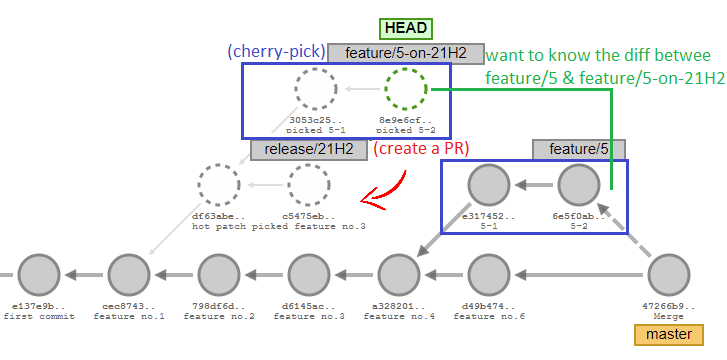 HEAD
(cherry-pick)
feature/5-on-21H2
want to know the diff betwee
feature/5 & feature/5-on-21H2
3053c25..
picked 5-1
8e9e6cf..
picked 5-2
release/21H2
(create a PR)
feature/5
df63abe..
hot patch
c5475eb..
picked feature no.3
e317452..
5-1
6e5f0ab..
5-2
e137e9b..
first commit
cec8743..
feature no.1
798df6d..
feature no.2
d6145ac..
feature no.3
a328201..
feature no.4
d49b474..
feature no.6
47266b9..
Merge
master